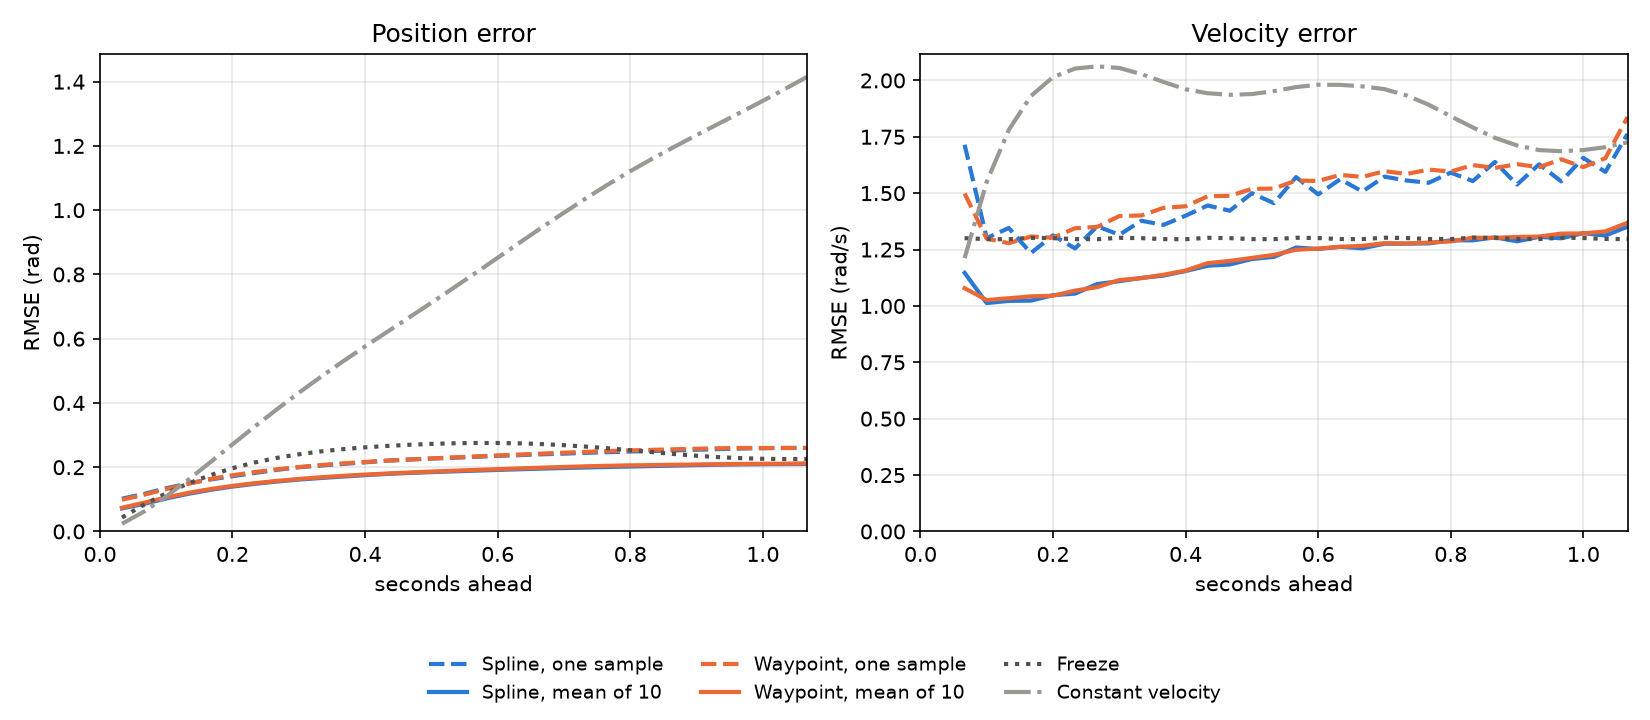 Position error
Velocity error
RMSE (rad)
1.4
1.2
1.0
0.8
0.6
0.4
0.2
0.0
0.0 0.2 0.4 0.6 0.8 1.0
seconds ahead
RMSE (rad/s)
2.00
1.75
1.50
1.25
1.00
0.75
0.50
0.25
0.00
0.0 0.2 0.4 0.6 0.8 1.0
seconds ahead
Spline, one sample
Spline, mean of 10
Waypoint, one sample
Waypoint, mean of 10
Freeze
Constant velocity